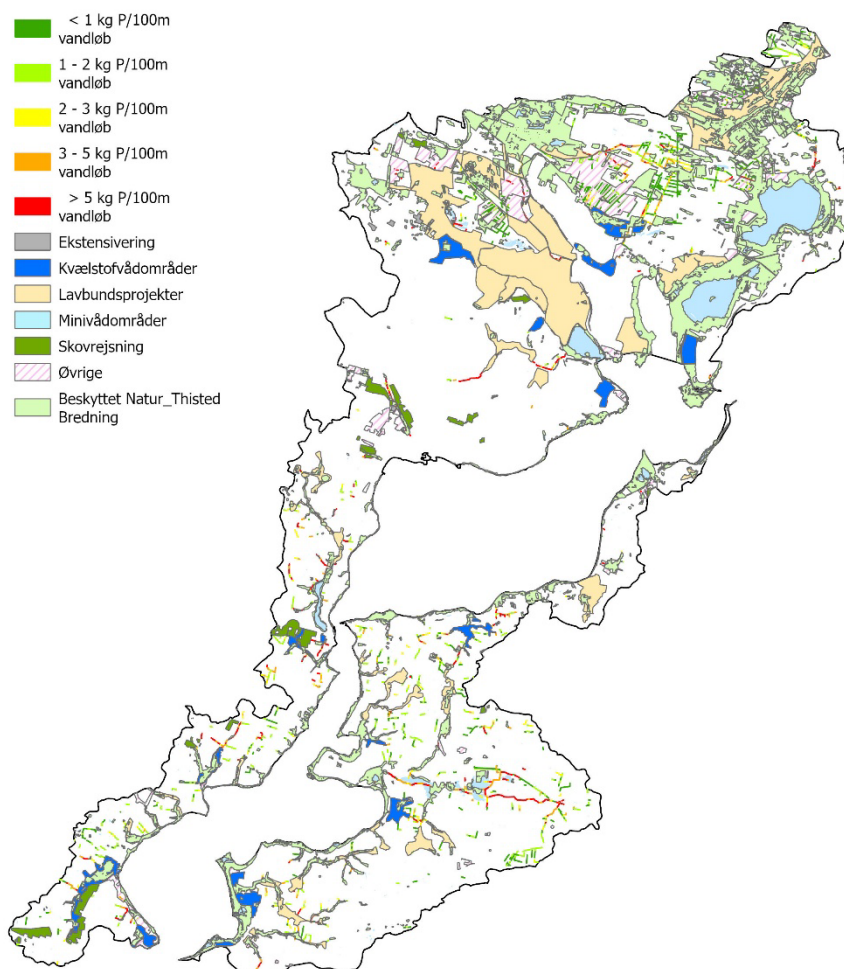 < 1 kg P/100m
vandløb
1 - 2 kg P/100m
vandløb
2 - 3 kg P/100m
vandløb
3 - 5 kg P/100m
vandløb
> 5 kg P/100m
vandløb
Ekstensivering
Kvælstofvådområder
Lavbundsprojekter
Minivådområder
Skovrejsning
Øvrige
Beskyttet Natur_Thisted
Bredning